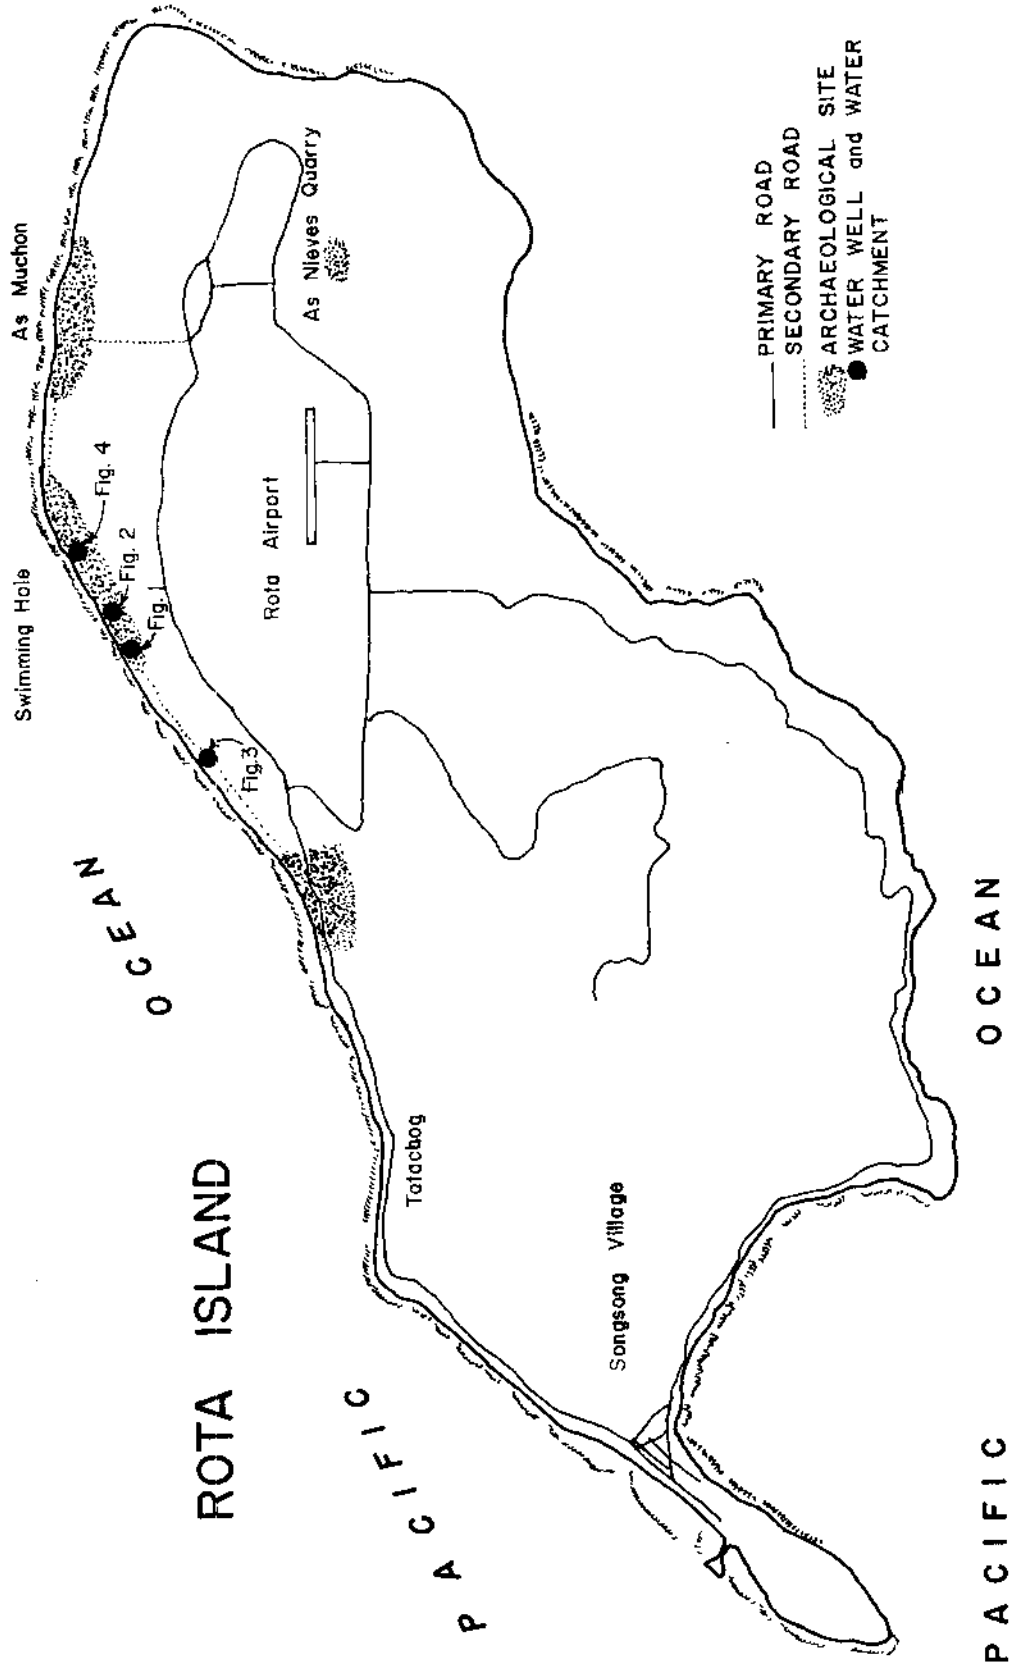 ROTA ISLAND
PACIFIC OCEAN
Swimming Hole
As Muchon
Fig. 4
Fig. 2
Fig. 1
Fig. 3
Rota Airport
As Nieves Quarry
Tatachog
Songsong Village
PRIMARY ROAD
SECONDARY ROAD
ARCHAEOLOGICAL SITE
WATER WELL and WATER
CATCHMENT
PACIFIC OCEAN